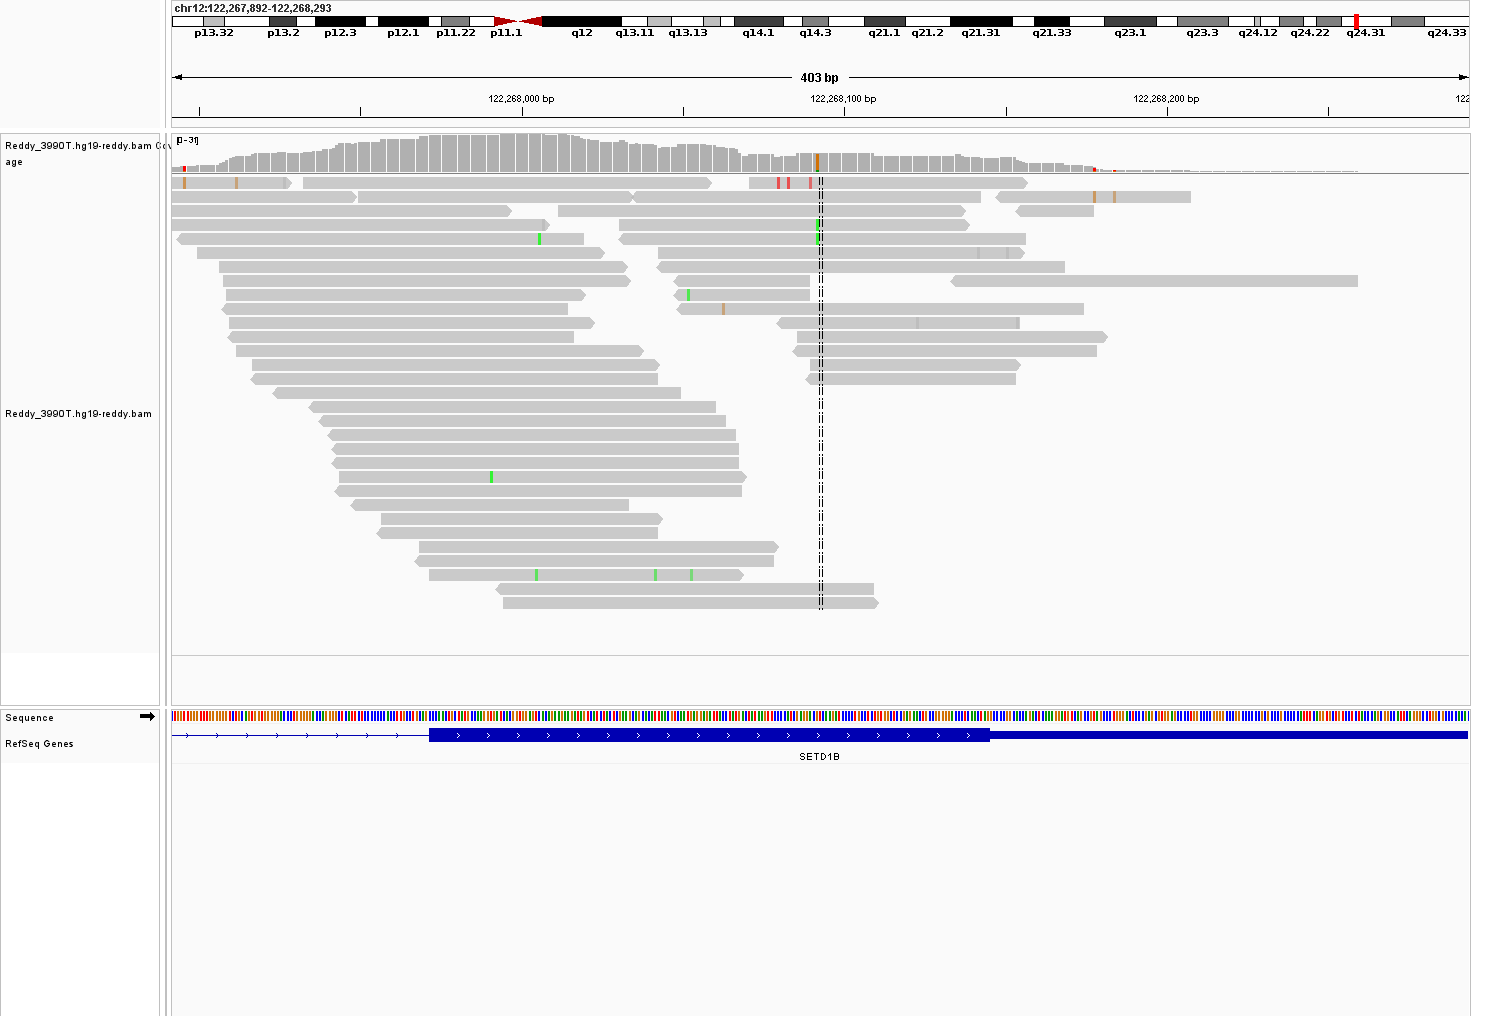 chr12:122,267,892-122,268,293
p13.32 p13.2 p12.3 p12.1 p11.22 p11.1 q12 q13.11 q13.13 q14.1 q14.3 q21.1 q21.2 q21.31 q21.33 q23.1 q23.3 q24.12 q24.22 q24.31 q24.33
403 bp
122,268,000 bp 122,268,100 bp 122,268,200 bp 122
[0-31]
Reddy_3990T.hg19-reddy.bam Cov
age
Reddy_3990T.hg19-reddy.bam
Sequence
RefSeq Genes
SETD1B